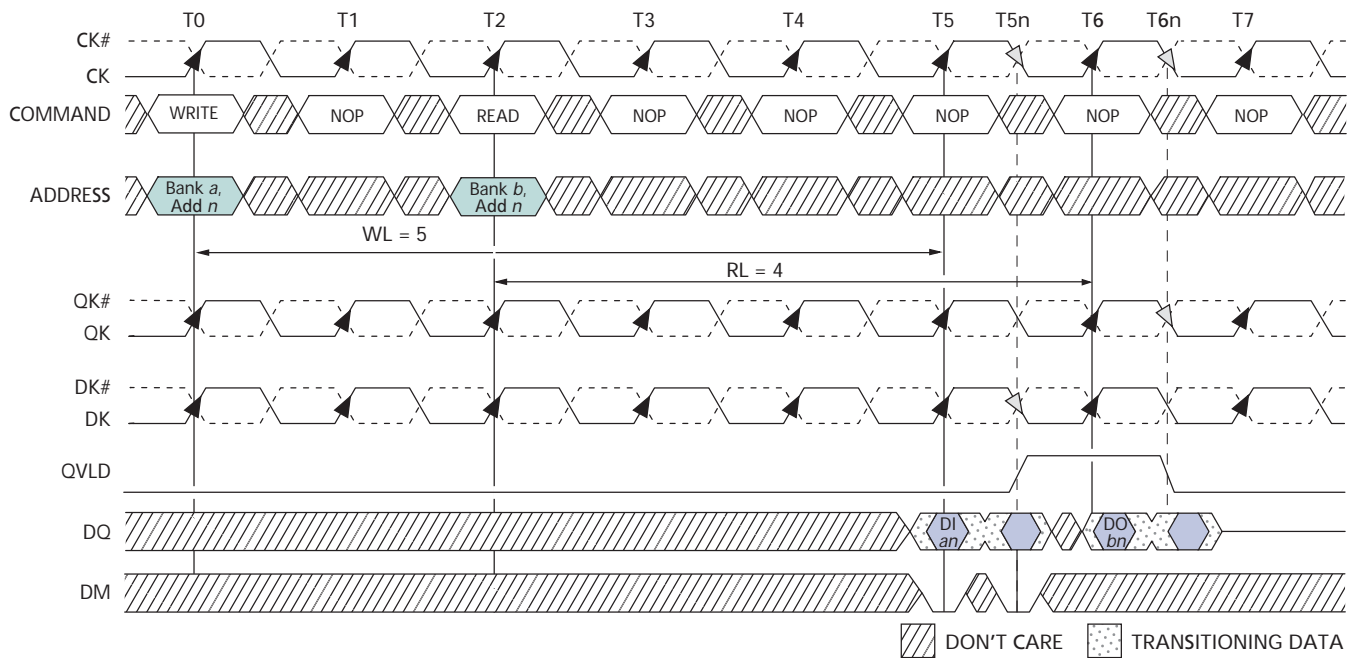 T0 T1 T2 T3 T4 T5 T5n T6 T6n T7
CK#
CK
COMMAND WRITE NOP READ NOP NOP NOP NOP NOP
ADDRESS Bank a, Add n Bank b, Add n
WL = 5
RL = 4
QK#
QK
DK#
DK
QVLD
DQ DI an DO bn
DM
DON'T CARE TRANSITIONING DATA